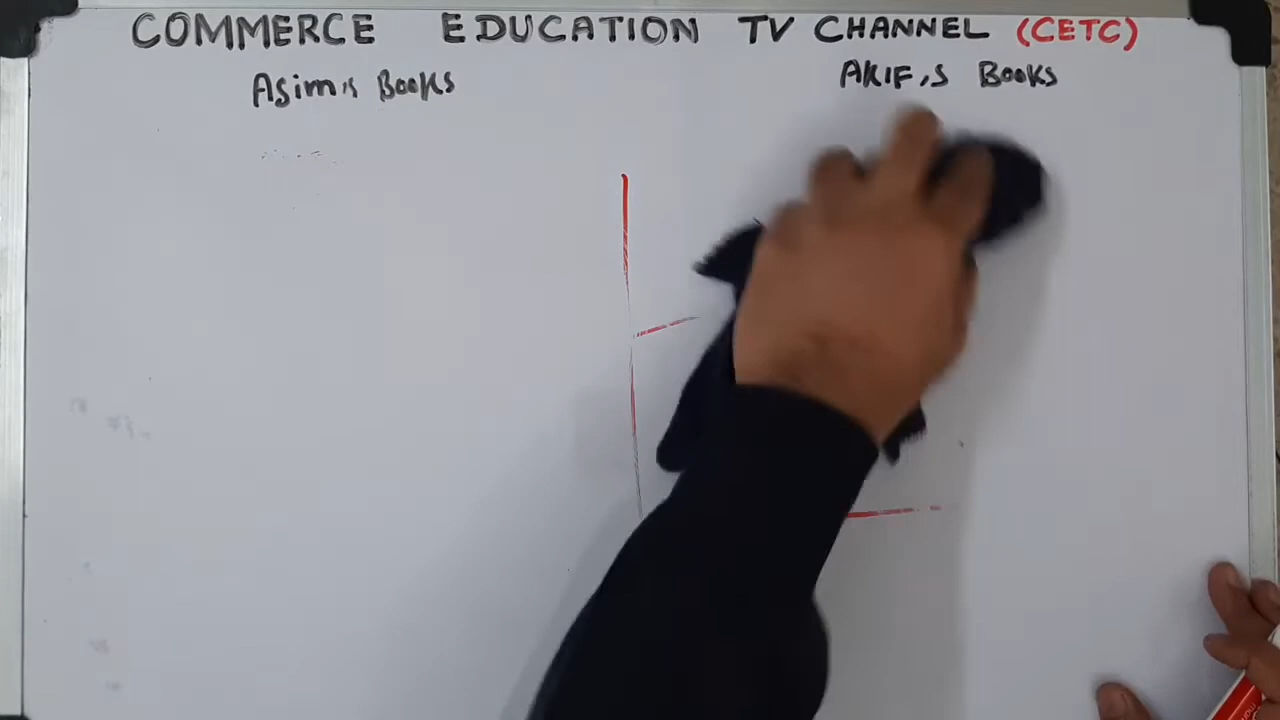 COMMERCE EDUCATION TV CHANNEL (CETC)
Asim,s Books
AKIF,s Books